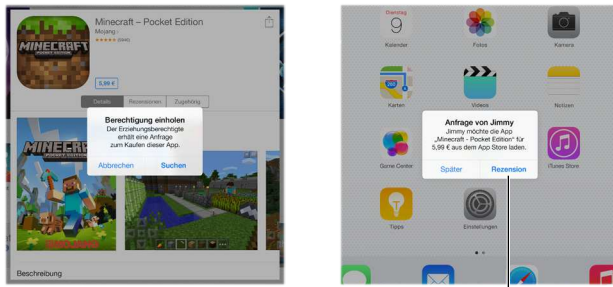 Minecraft – Pocket Edition
Mojang ›
5,99 €
Details Rezensionen Zugehörig
MINECRAFT
POCKET EDITION
Berechtigung einholen
Der Erziehungsberechtigte
erhält eine Anfrage
zum Kaufen dieser App.
Abbrechen Suchen
Beschreibung
Dienstag
9
Kalender Fotos Kamera
Karten Videos Notizen
Anfrage von Jimmy
Jimmy möchte die App
„Minecraft - Pocket Edition“ für
5,99 € aus dem App Store laden.
Später Rezension
Game Center iTunes Store
Tipps Einstellungen